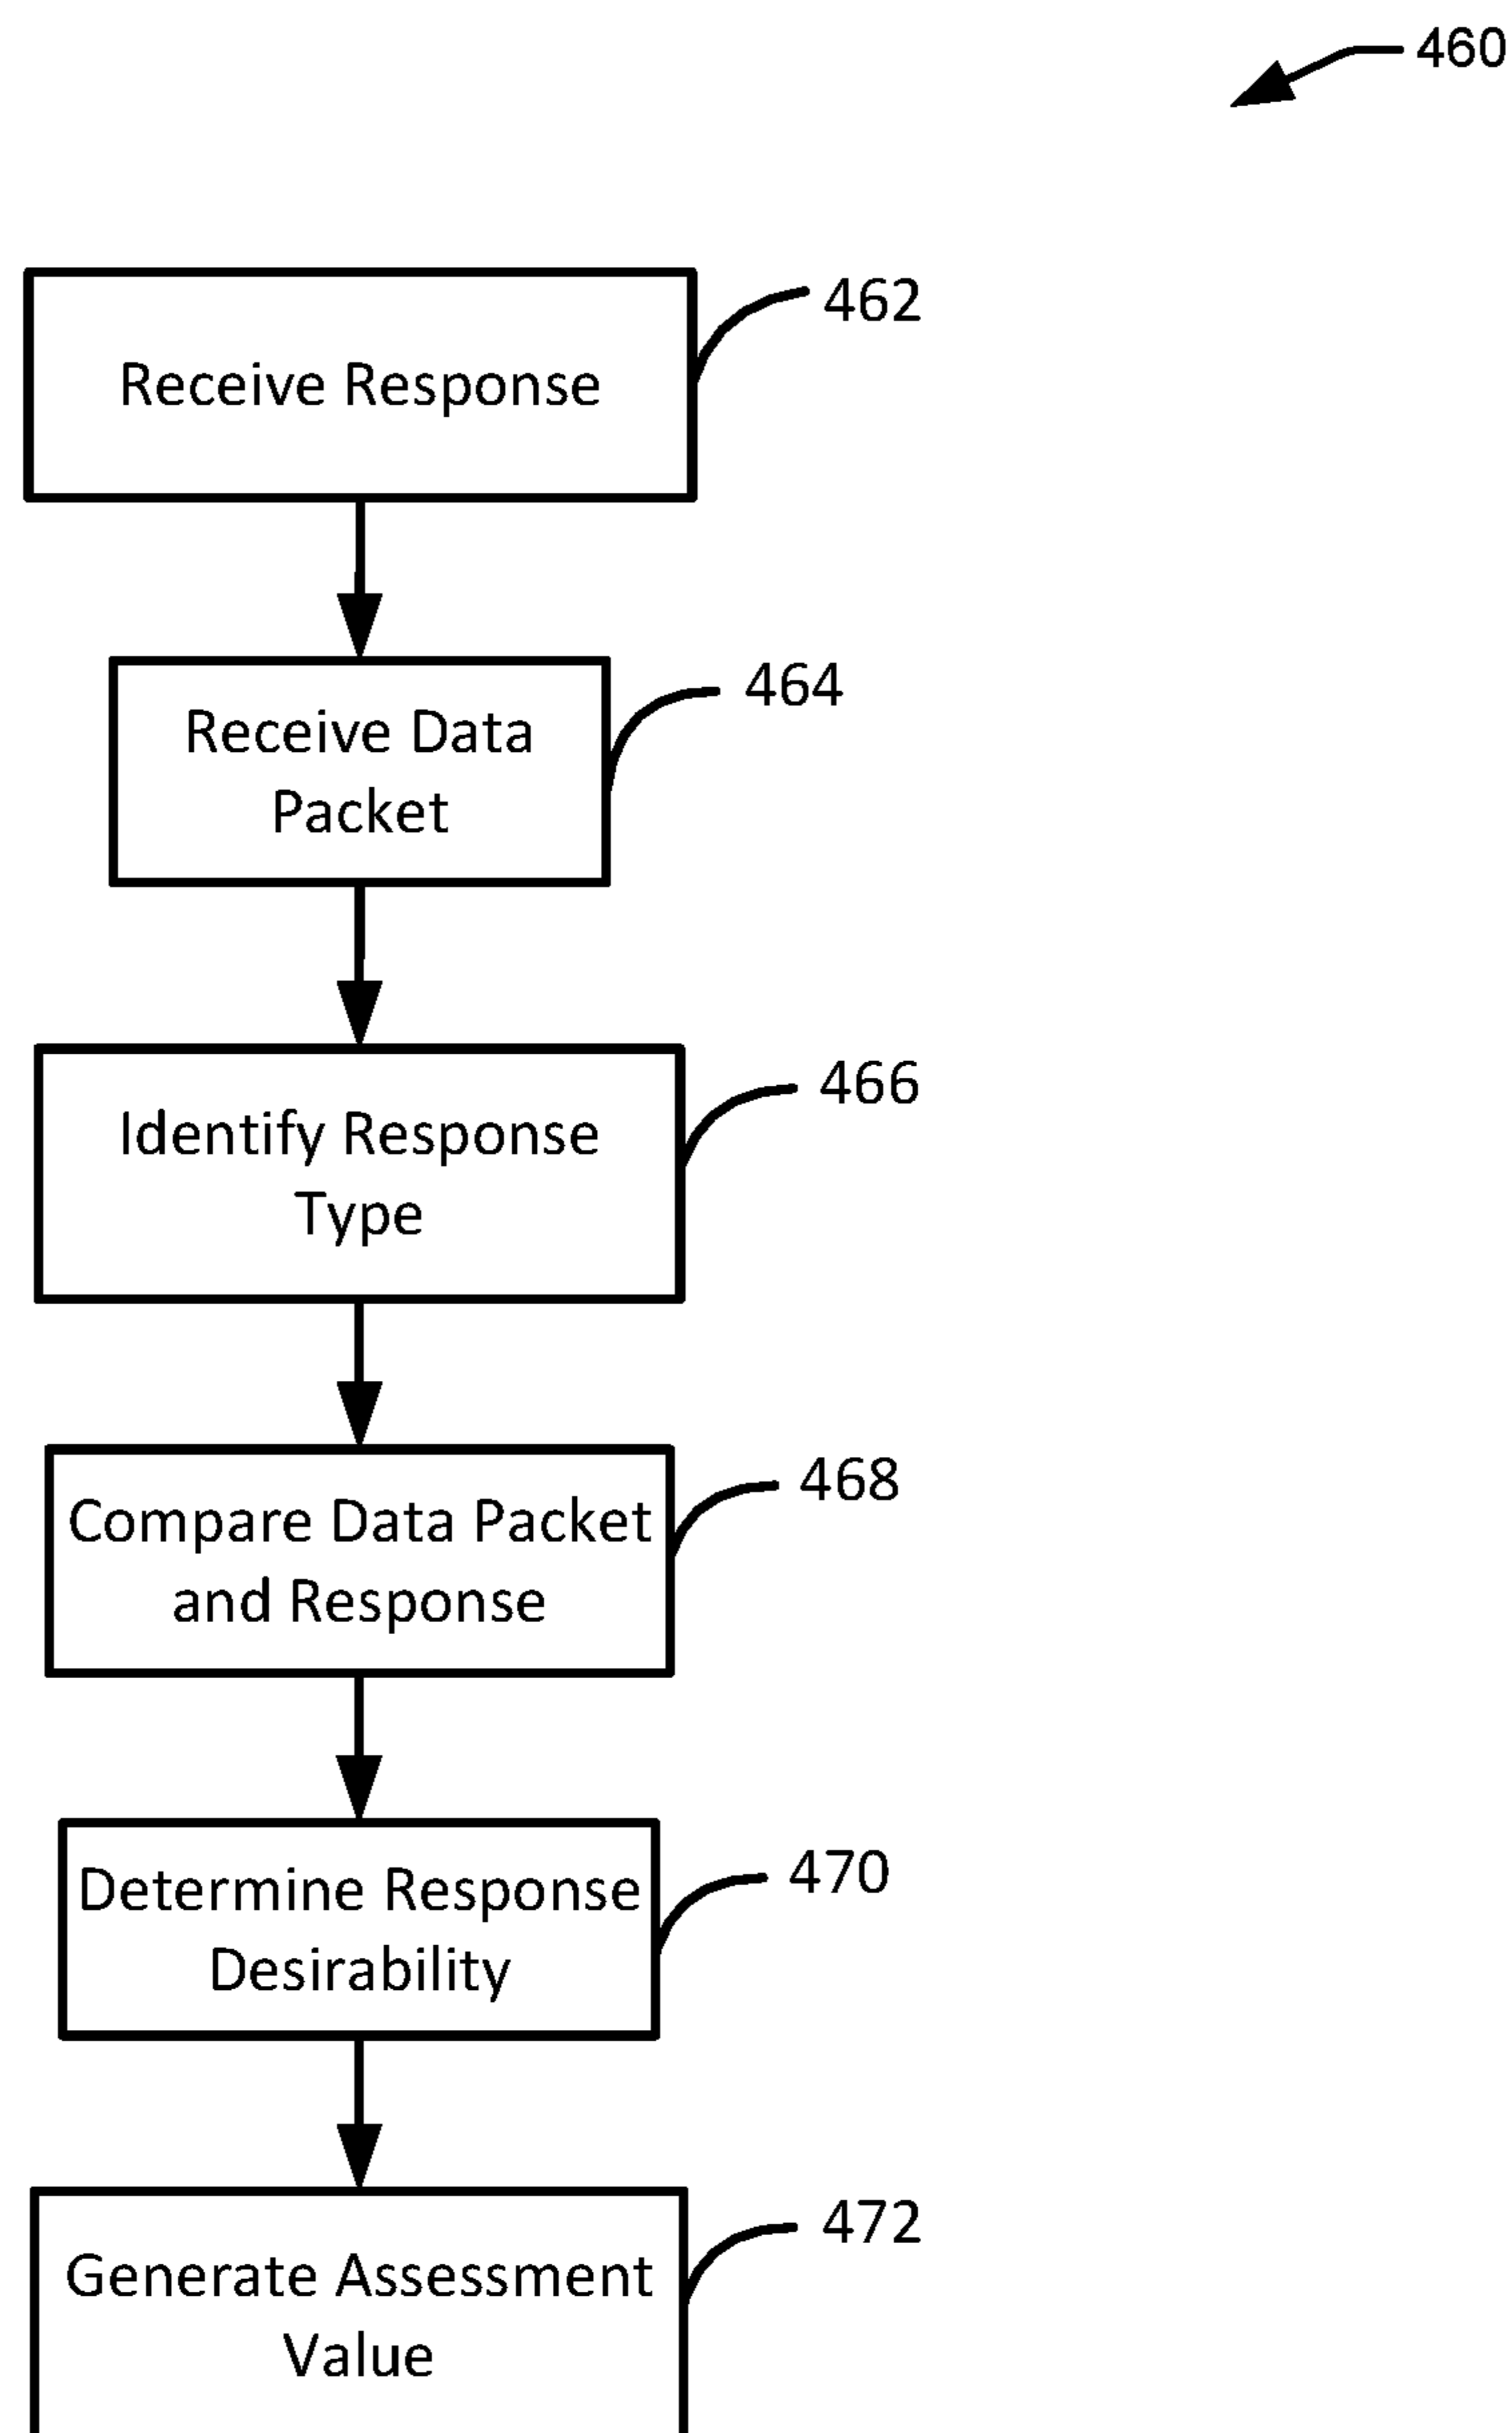 460
Receive Response
462
Receive Data
Packet
464
Identify Response
Type
466
Compare Data Packet
and Response
468
Determine Response
Desirability
470
Generate Assessment
Value
472